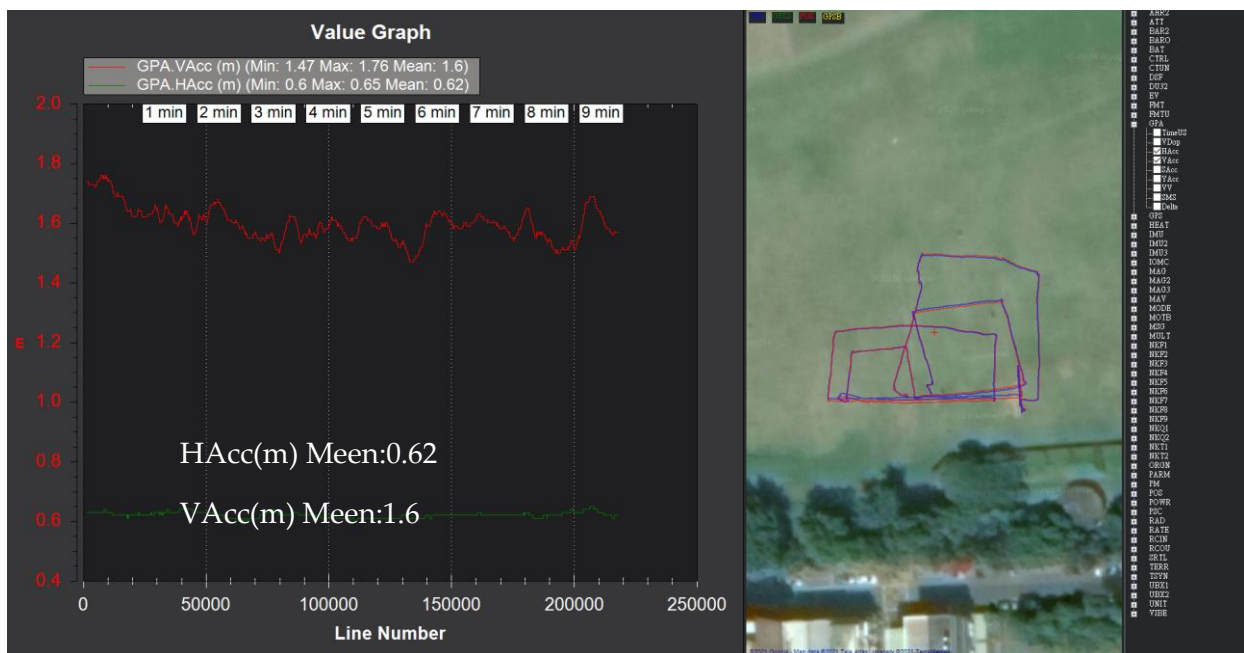 Value Graph
GPA.VAcc (m) (Min: 1.47 Max: 1.76 Mean: 1.6)
GPA.HAcc (m) (Min: 0.6 Max: 0.65 Mean: 0.62)
1 min 2 min 3 min 4 min 5 min 6 min 7 min 8 min 9 min
2.0
1.8
1.6
1.4
1.2
1.0
0.8
0.6
0.4
m
HAcc(m) Meen:0.62
VAcc(m) Meen:1.6
0 50000 100000 150000 200000 250000
Line Number
GPSB
AHR2
ATT
BAR2
BARO
BAT
CTRL
CTUN
DSF
DU32
EV
FMT
FMTU
GPA
TimeUS
VDop
HAcc
VAcc
SAcc
YAcc
VV
SMS
Delta
GPS
HEAT
IMU
IMU2
IMU3
IOMC
MAG
MAG2
MAG3
MAV
MODE
MOTB
MSG
MULT
NKF1
NKF2
NKF3
NKF4
NKF5
NKF6
NKF7
NKF8
NKF9
NKQ1
NKQ2
NKT1
NKT2
ORGN
PARM
PM
POS
POWR
PSC
RAD
RATE
RCIN
RCOU
SRTL
TERR
TSYN
UBX1
UBX2
UNIT
VIBE